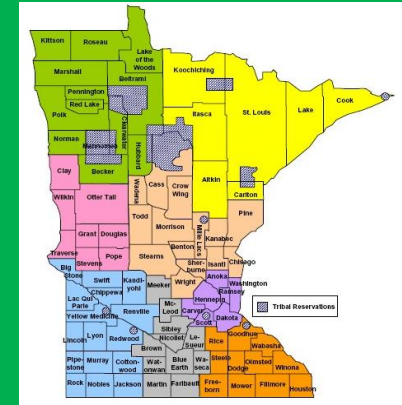 Kittson
Roseau
Lake
of the
Woods
Marshall
Beltrami
Koochiching
Pennington
Red Lake
Polk
Clearwater
Itasca
St. Louis
Lake
Cook
Norman
Mahnomen
Hubbard
Becker
Clay
Cass
Crow
Wing
Aitkin
Carlton
Wadena
Wilkin
Otter Tail
Todd
Morrison
Mille Lacs
Kanabec
Pine
Grant
Douglas
Traverse
Stevens
Pope
Stearns
Benton
Sher-
burne
Isanti
Chisago
Big
Stone
Swift
Kandi-
yohi
Meeker
Wright
Anoka
Washington
Hennepin
Ramsey
Lac Qui
Parle
Chippewa
Renville
Mc-
Leod
Carver
Scott
Dakota
Tribal Reservations
Yellow Medicine
Sibley
Lincoln
Lyon
Redwood
Nicollet
Le-
Sueur
Rice
Goodhue
Wabasha
Brown
Pipe-
stone
Murray
Cotton-
wood
Wat-
onwan
Blue
Earth
Wa-
seca
Steele
Dodge
Olmsted
Winona
Rock
Nobles
Jackson
Martin
Faribault
Free-
born
Mower
Fillmore
Houston